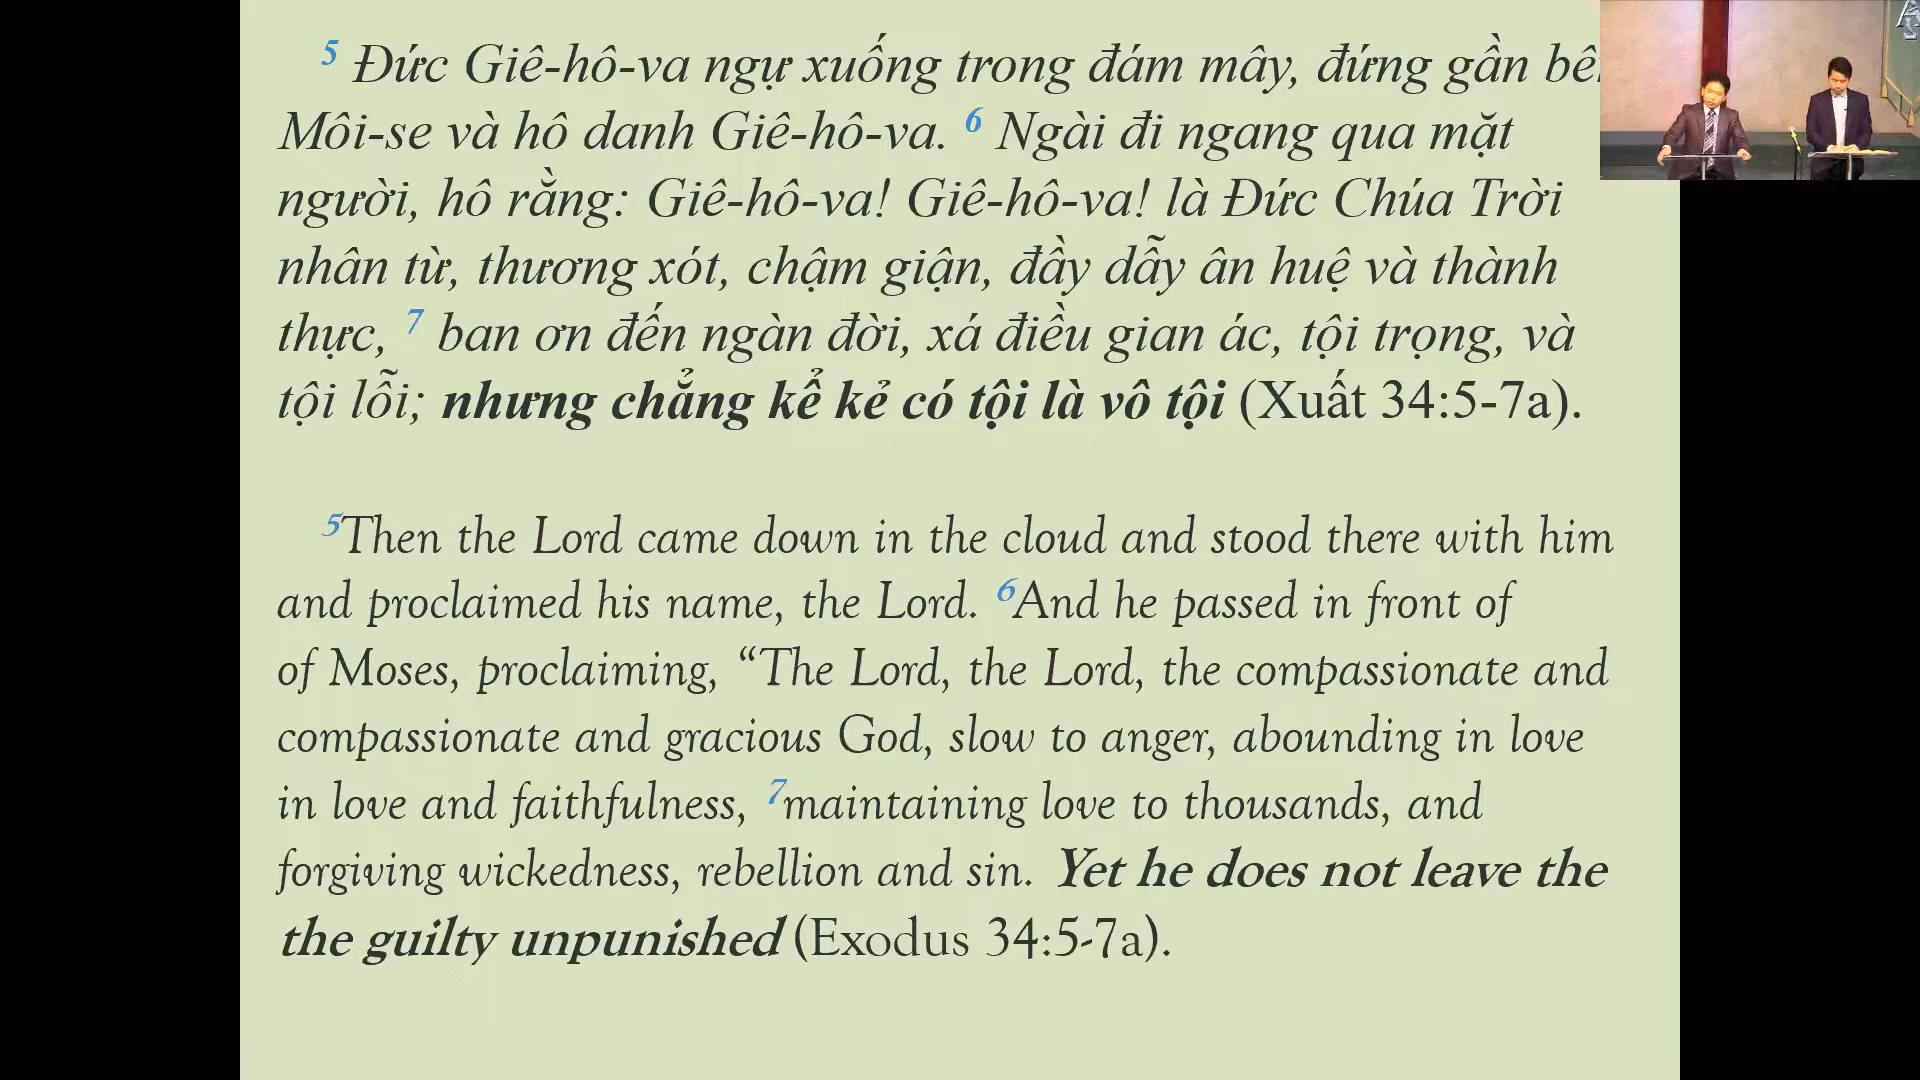 5 Đức Giê-hô-va ngự xuống trong đám mây, đứng gần
Môi-se và hô danh Giê-hô-va. 6 Ngài đi ngang qua mặt
người, hô rằng: Giê-hô-va! Giê-hô-va! là Đức Chúa Trời
nhân từ, thương xót, chậm giận, đầy dẫy ân huệ và thành
thực, 7 ban ơn đến ngàn đời, xá điều gian ác, tội trọng, và
tội lỗi; nhưng chẳng kể kẻ có tội là vô tội (Xuất 34:5-7a).
5Then the Lord came down in the cloud and stood there with him
and proclaimed his name, the Lord. 6And he passed in front of
of Moses, proclaiming, “The Lord, the Lord, the compassionate and
compassionate and gracious God, slow to anger, abounding in love
in love and faithfulness, 7maintaining love to thousands, and
forgiving wickedness, rebellion and sin. Yet he does not leave the
the guilty unpunished (Exodus 34:5-7a).